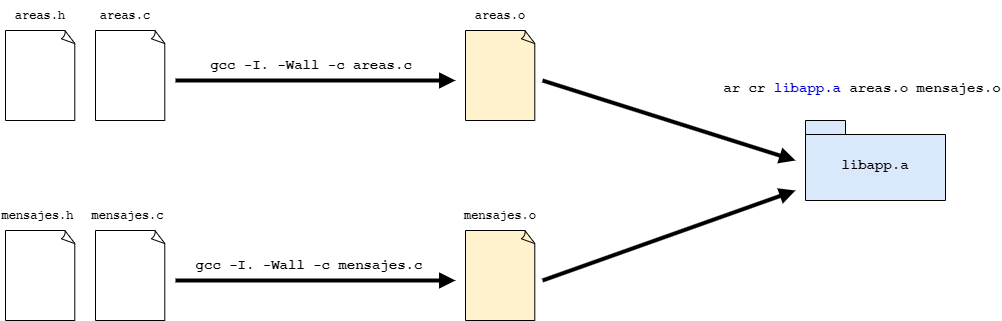 areas.h
areas.c
areas.o
gcc -I. -Wall -c areas.c
ar cr libapp.a areas.o mensajes.o
libapp.a
mensajes.h
mensajes.c
mensajes.o
gcc -I. -Wall -c mensajes.c